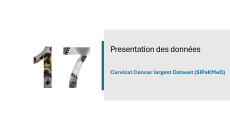 17
Presentation des données
Cervical Cancer largest Dataset (SIPaKMeD)